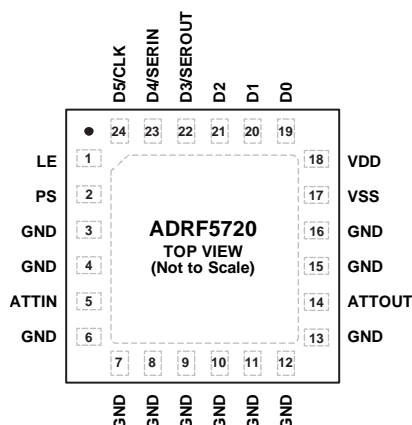 D5/CLK
D4/SERIN
D3/SEROUT
D2
D1
D0
24
23
22
21
20
19
LE 1
18 VDD
PS 2
17 VSS
GND 3
16 GND
GND 4
15 GND
ATTIN 5
14 ATTOUT
GND 6
13 GND
ADRF5720
TOP VIEW
(Not to Scale)
7
8
9
10
11
12
GND
GND
GND
GND
GND
GND